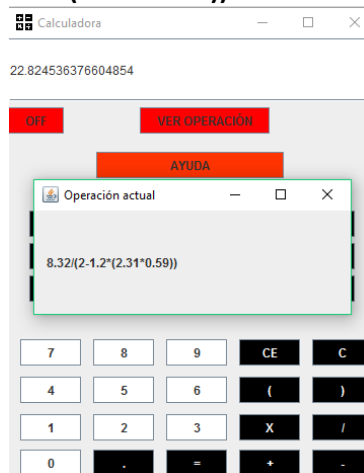 Calculadora
22.824536376604854
OFF
VER OPERACIÓN
AYUDA
Operación actual
8.32/(2-1.2*(2.31*0.59))
7 8 9 CE C
4 5 6 ( )
1 2 3 X /
0 . = + -